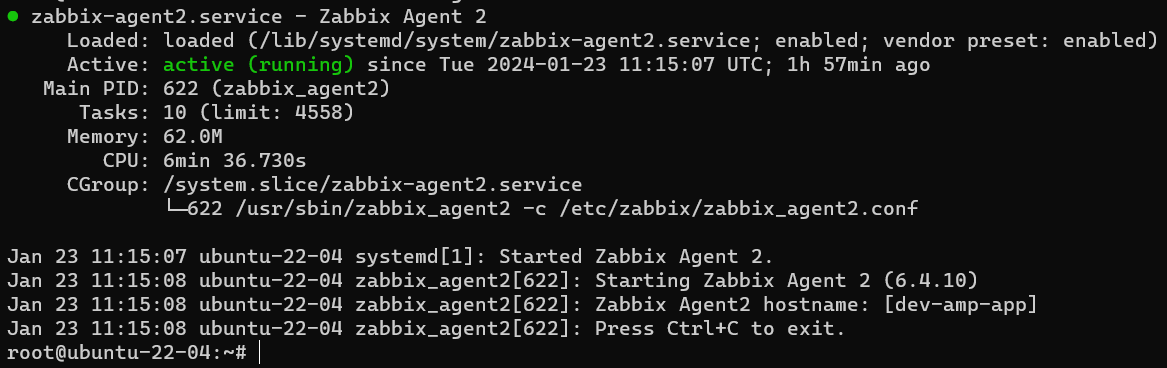 ● zabbix-agent2.service - Zabbix Agent 2
Loaded: loaded (/lib/systemd/system/zabbix-agent2.service; enabled; vendor preset: enabled)
Active: active (running) since Tue 2024-01-23 11:15:07 UTC; 1h 57min ago
Main PID: 622 (zabbix_agent2)
Tasks: 10 (limit: 4558)
Memory: 62.0M
CPU: 6min 36.730s
CGroup: /system.slice/zabbix-agent2.service
└─622 /usr/sbin/zabbix_agent2 -c /etc/zabbix/zabbix_agent2.conf
Jan 23 11:15:07 ubuntu-22-04 systemd[1]: Started Zabbix Agent 2.
Jan 23 11:15:08 ubuntu-22-04 zabbix_agent2[622]: Starting Zabbix Agent 2 (6.4.10)
Jan 23 11:15:08 ubuntu-22-04 zabbix_agent2[622]: Zabbix Agent2 hostname: [dev-amp-app]
Jan 23 11:15:08 ubuntu-22-04 zabbix_agent2[622]: Press Ctrl+C to exit.
root@ubuntu-22-04:~#